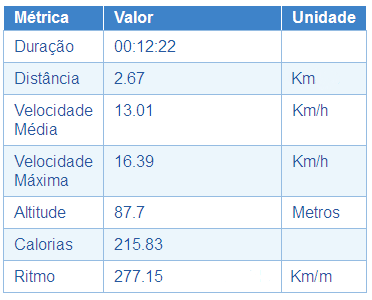 Métrica Valor Unidade
Duração 00:12:22
Distância 2.67 Km
Velocidade Média 13.01 Km/h
Velocidade Máxima 16.39 Km/h
Altitude 87.7 Metros
Calorias 215.83
Ritmo 277.15 Km/m